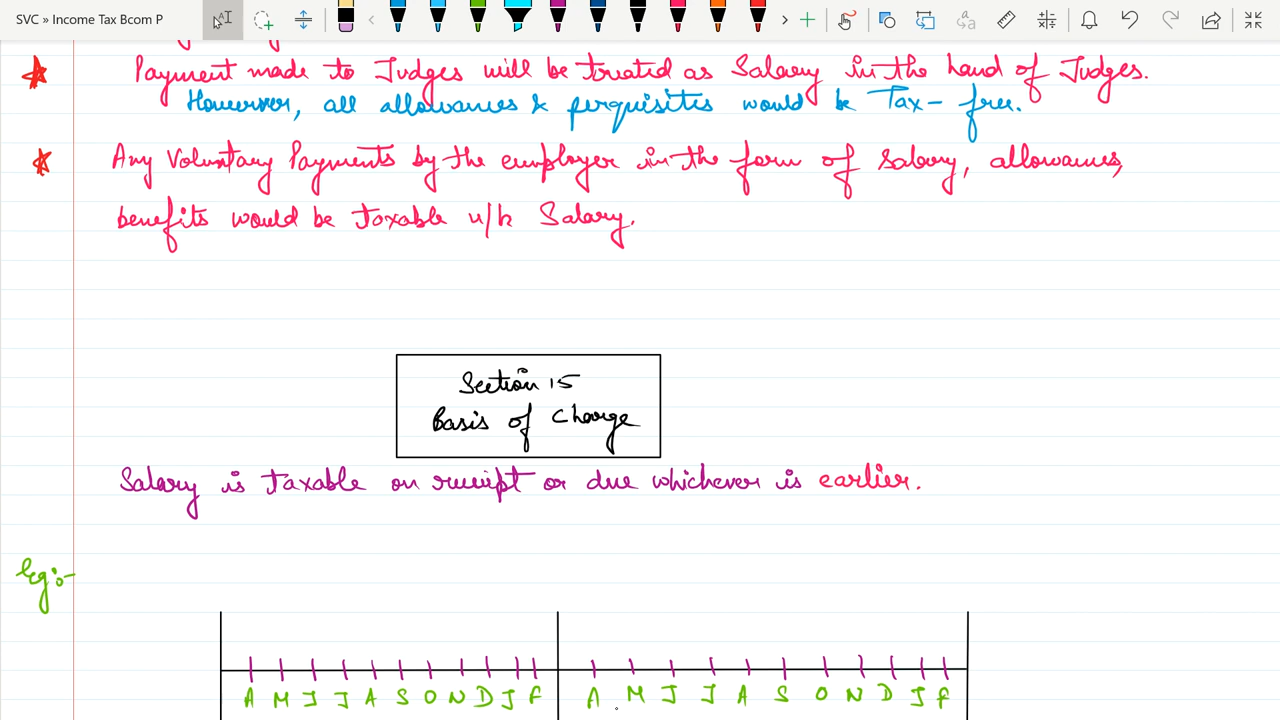 SVC » Income Tax Bcom P
Payment made to Judges will be treated as Salary in the hand of Judges.
However, all allowances & perquisites would be Tax-free.
Any Voluntary Payments by the employer in the form of salary, allowances,
benefits would be taxable u/h Salary.
Section 15
Basis of Charge
Salary is taxable on receipt or due whichever is earlier.
Eg:-
A M J J A S O N D J F A M J J A S O N D J F